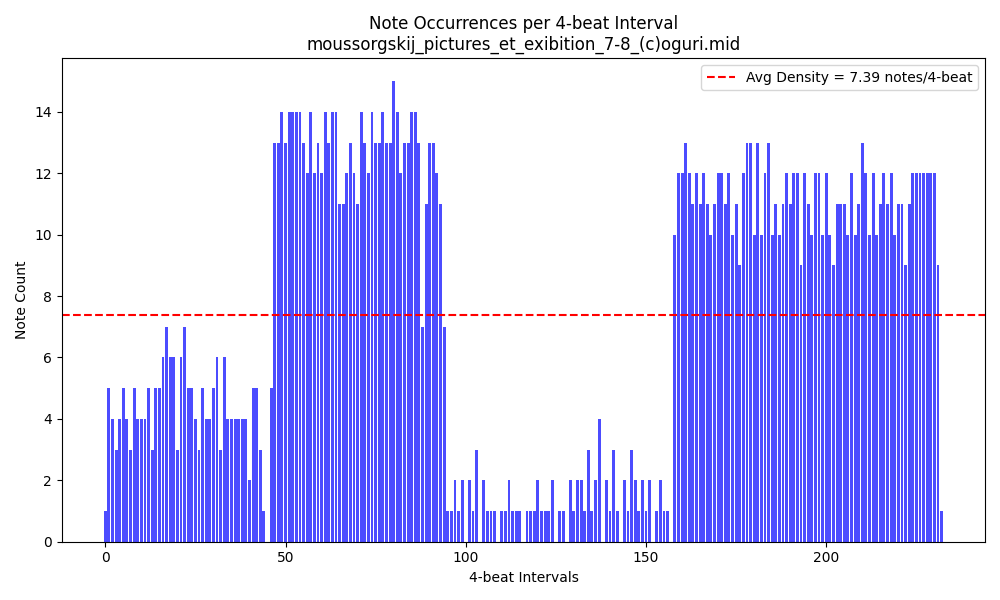 Note Occurrences per 4-beat Interval
moussorgskij_pictures_et_exibition_7-8_(c)oguri.mid
Avg Density = 7.39 notes/4-beat
Note Count
14
12
10
8
6
4
2
0
0 50 100 150 200
4-beat Intervals